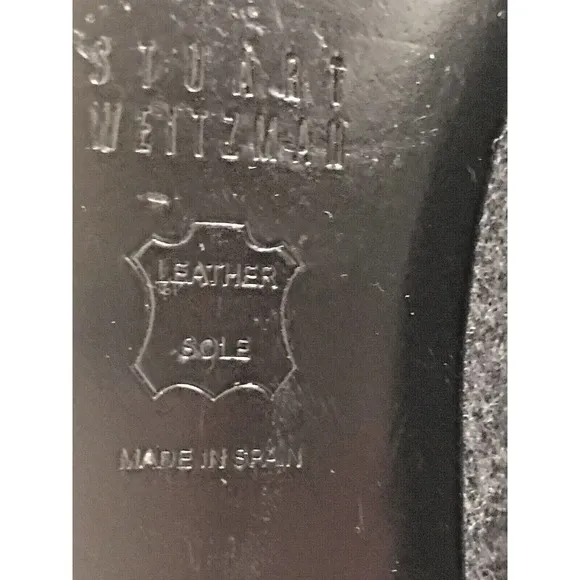 STUART
WEITZMAN
LEATHER
SOLE
MADE IN SPAIN